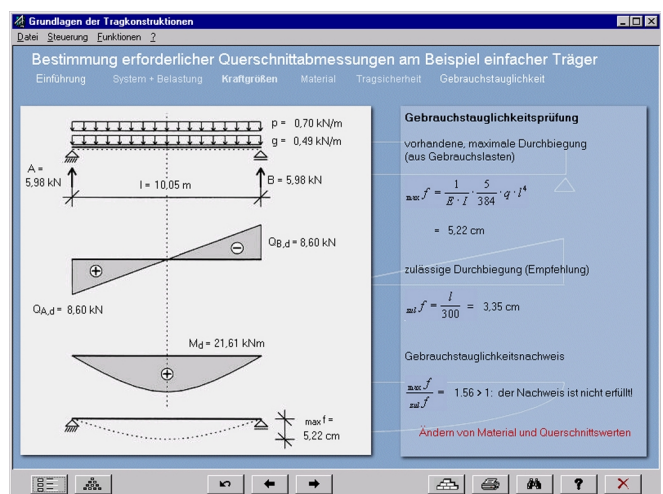 Grundlagen der Tragkonstruktionen
Datei Steuerung Funktionen ?
Bestimmung erforderlicher Querschnittabmessungen am Beispiel einfacher Träger
Einführung System + Belastung Kraftgrößen Material Tragsicherheit Gebrauchstauglichkeit
p = 0,70 kN/m
g = 0,49 kN/m
A =
5,98 kN
l = 10,05 m
B = 5,98 kN
QB,d = 8,60 kN
QA,d = 8,60 kN
Md = 21,61 kNm
max f =
5,22 cm
Gebrauchstauglichkeitsprüfung
vorhandene, maximale Durchbiegung
(aus Gebrauchslasten)
max f = 1/(E · I) · 5/384 · q · l⁴
= 5,22 cm
zulässige Durchbiegung (Empfehlung)
zul f = l/300 = 3,35 cm
Gebrauchstauglichkeitsnachweis
max f / zul f = 1.56 > 1: der Nachweis ist nicht erfüllt!
Ändern von Material und Querschnittswerten
?